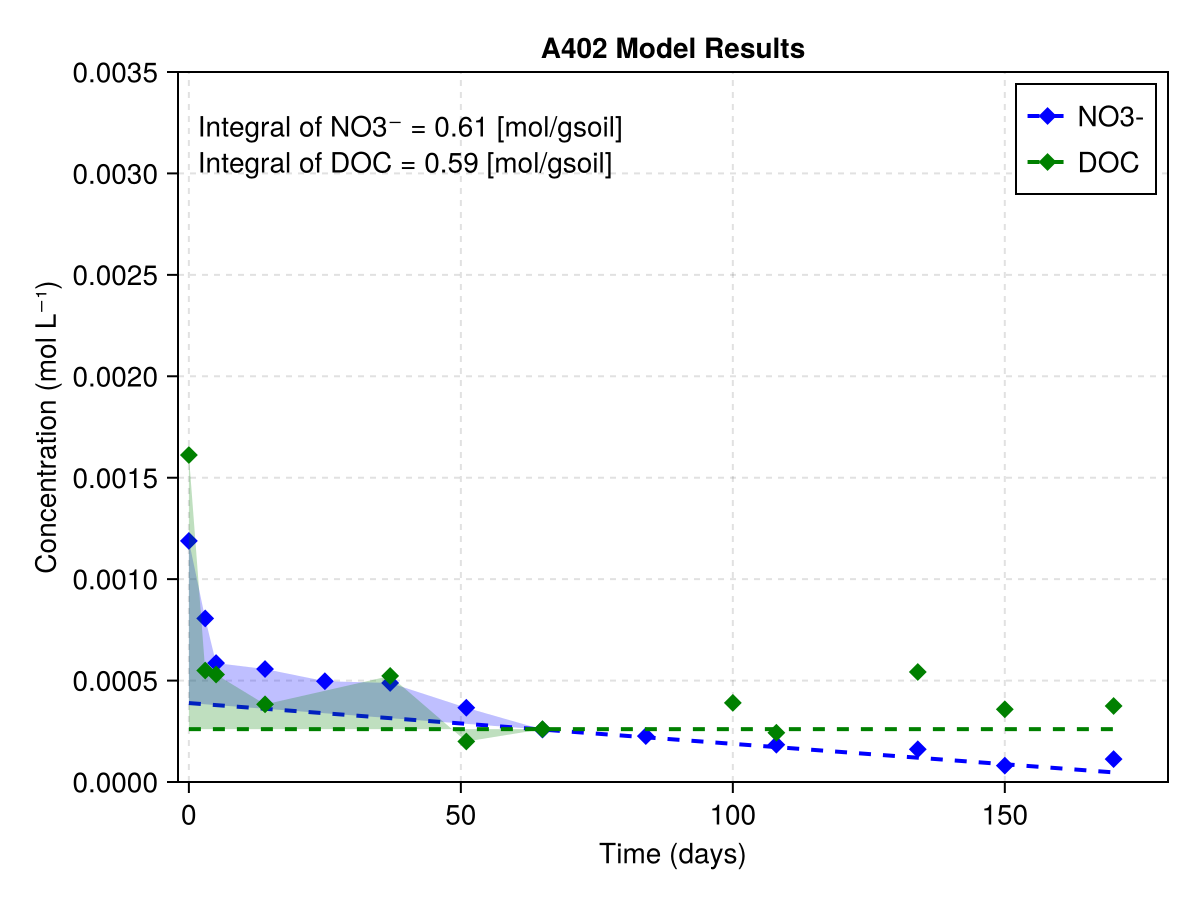 A402 Model Results
0.0035
0.0030
0.0025
0.0020
0.0015
0.0010
0.0005
0.0000
Concentration (mol L⁻¹)
Integral of NO3⁻ = 0.61 [mol/gsoil]
Integral of DOC = 0.59 [mol/gsoil]
NO3-
DOC
0 50 100 150
Time (days)